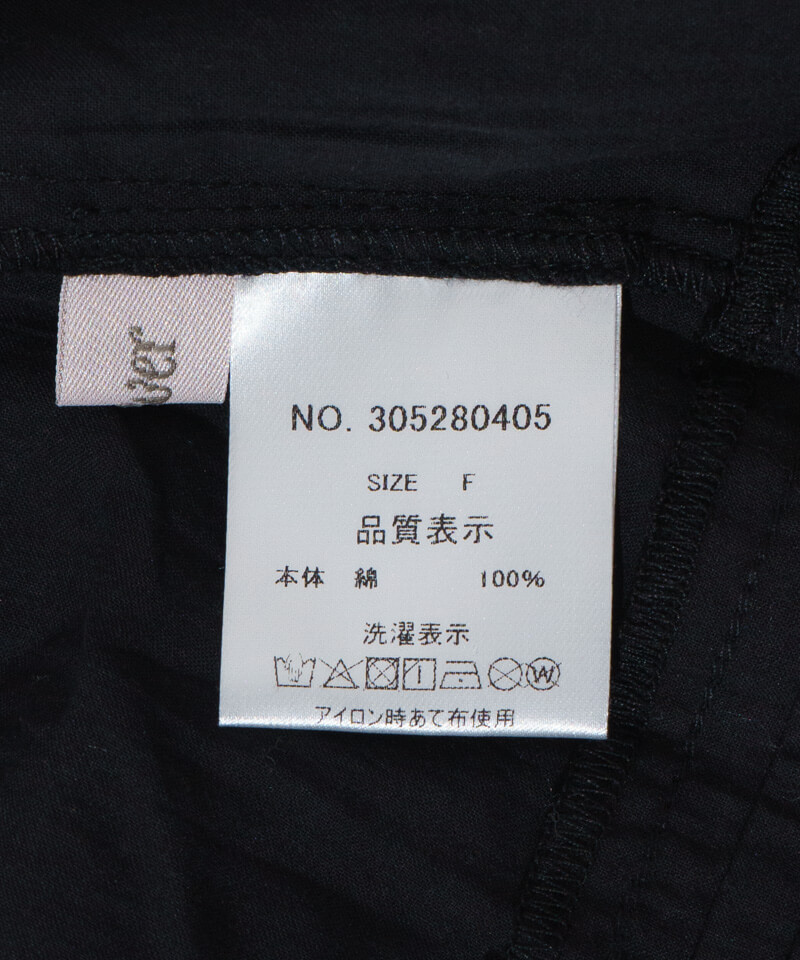 NO. 305280405
SIZE F
品質表示
本体 綿 100%
洗濯表示
W
アイロン時あて布使用